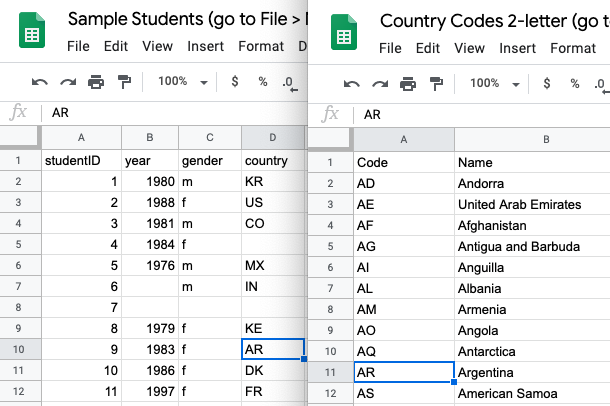 Sample Students (go to File >
File Edit View Insert Format
100% $ % .0
fx AR
A B C D
1 studentID year gender country
2 1 1980 m KR
3 2 1988 f US
4 3 1981 m CO
5 4 1984 f
6 5 1976 m MX
7 6 m IN
8 7
9 8 1979 f KE
10 9 1983 f AR
11 10 1986 f DK
12 11 1997 f FR
Country Codes 2-letter (go t
File Edit View Insert Format
100% $ % .0
fx AR
A B
1 Code Name
2 AD Andorra
3 AE United Arab Emirates
4 AF Afghanistan
5 AG Antigua and Barbuda
6 AI Anguilla
7 AL Albania
8 AM Armenia
9 AO Angola
10 AQ Antarctica
11 AR Argentina
12 AS American Samoa